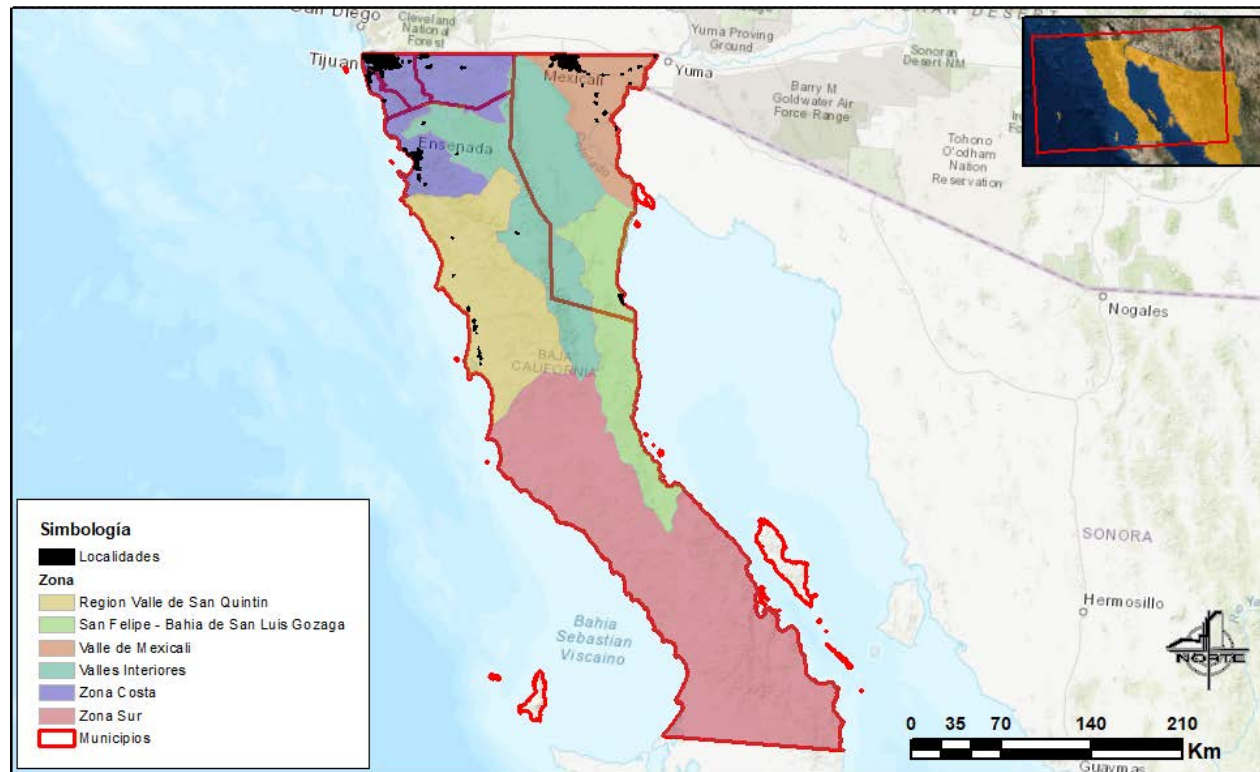 San Diego
Cleveland
National
Forest
Tijuan
Mexicali
Yuma
Yuma Proving
Ground
Sonoran
Desert NM
Barry M
Goldwater Air
Force Range
Tohono
O'odham
Nation
Reservation
Ensenada
Nogales
BAJA
CALIFORNIA
SONORA
Hermosillo
Bahia
Sebastian
Viscaino
Guaymas
NORTE
Simbología
Localidades
Zona
Region Valle de San Quintin
San Felipe - Bahia de San Luis Gozaga
Valle de Mexicali
Valles Interiores
Zona Costa
Zona Sur
Municipios
0 35 70 140 210
Km